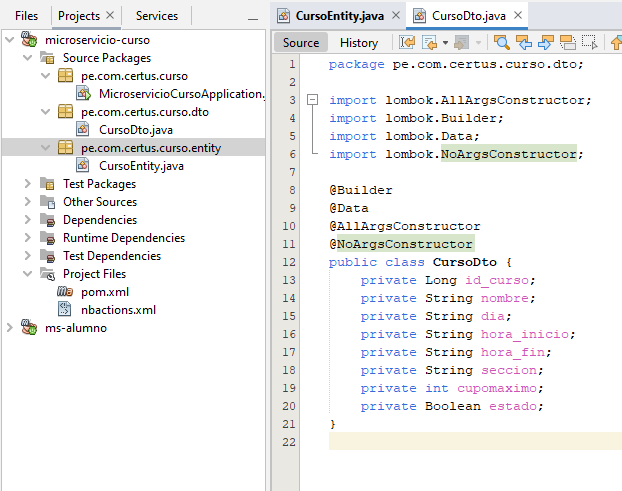 Files Projects Services
microservicio-curso
Source Packages
pe.com.certus.curso
MicroservicioCursoApplication.
pe.com.certus.curso.dto
CursoDto.java
pe.com.certus.curso.entity
CursoEntity.java
Test Packages
Other Sources
Dependencies
Runtime Dependencies
Test Dependencies
Project Files
pom.xml
nbactions.xml
ms-alumno
CursoEntity.java CursoDto.java
Source History
1 package pe.com.certus.curso.dto;
2
3 import lombok.AllArgsConstructor;
4 import lombok.Builder;
5 import lombok.Data;
6 import lombok.NoArgsConstructor;
7
8 @Builder
9 @Data
10 @AllArgsConstructor
11 @NoArgsConstructor
12 public class CursoDto {
13 private Long id_curso;
14 private String nombre;
15 private String dia;
16 private String hora_inicio;
17 private String hora_fin;
18 private String seccion;
19 private int cupomaximo;
20 private Boolean estado;
21 }
22